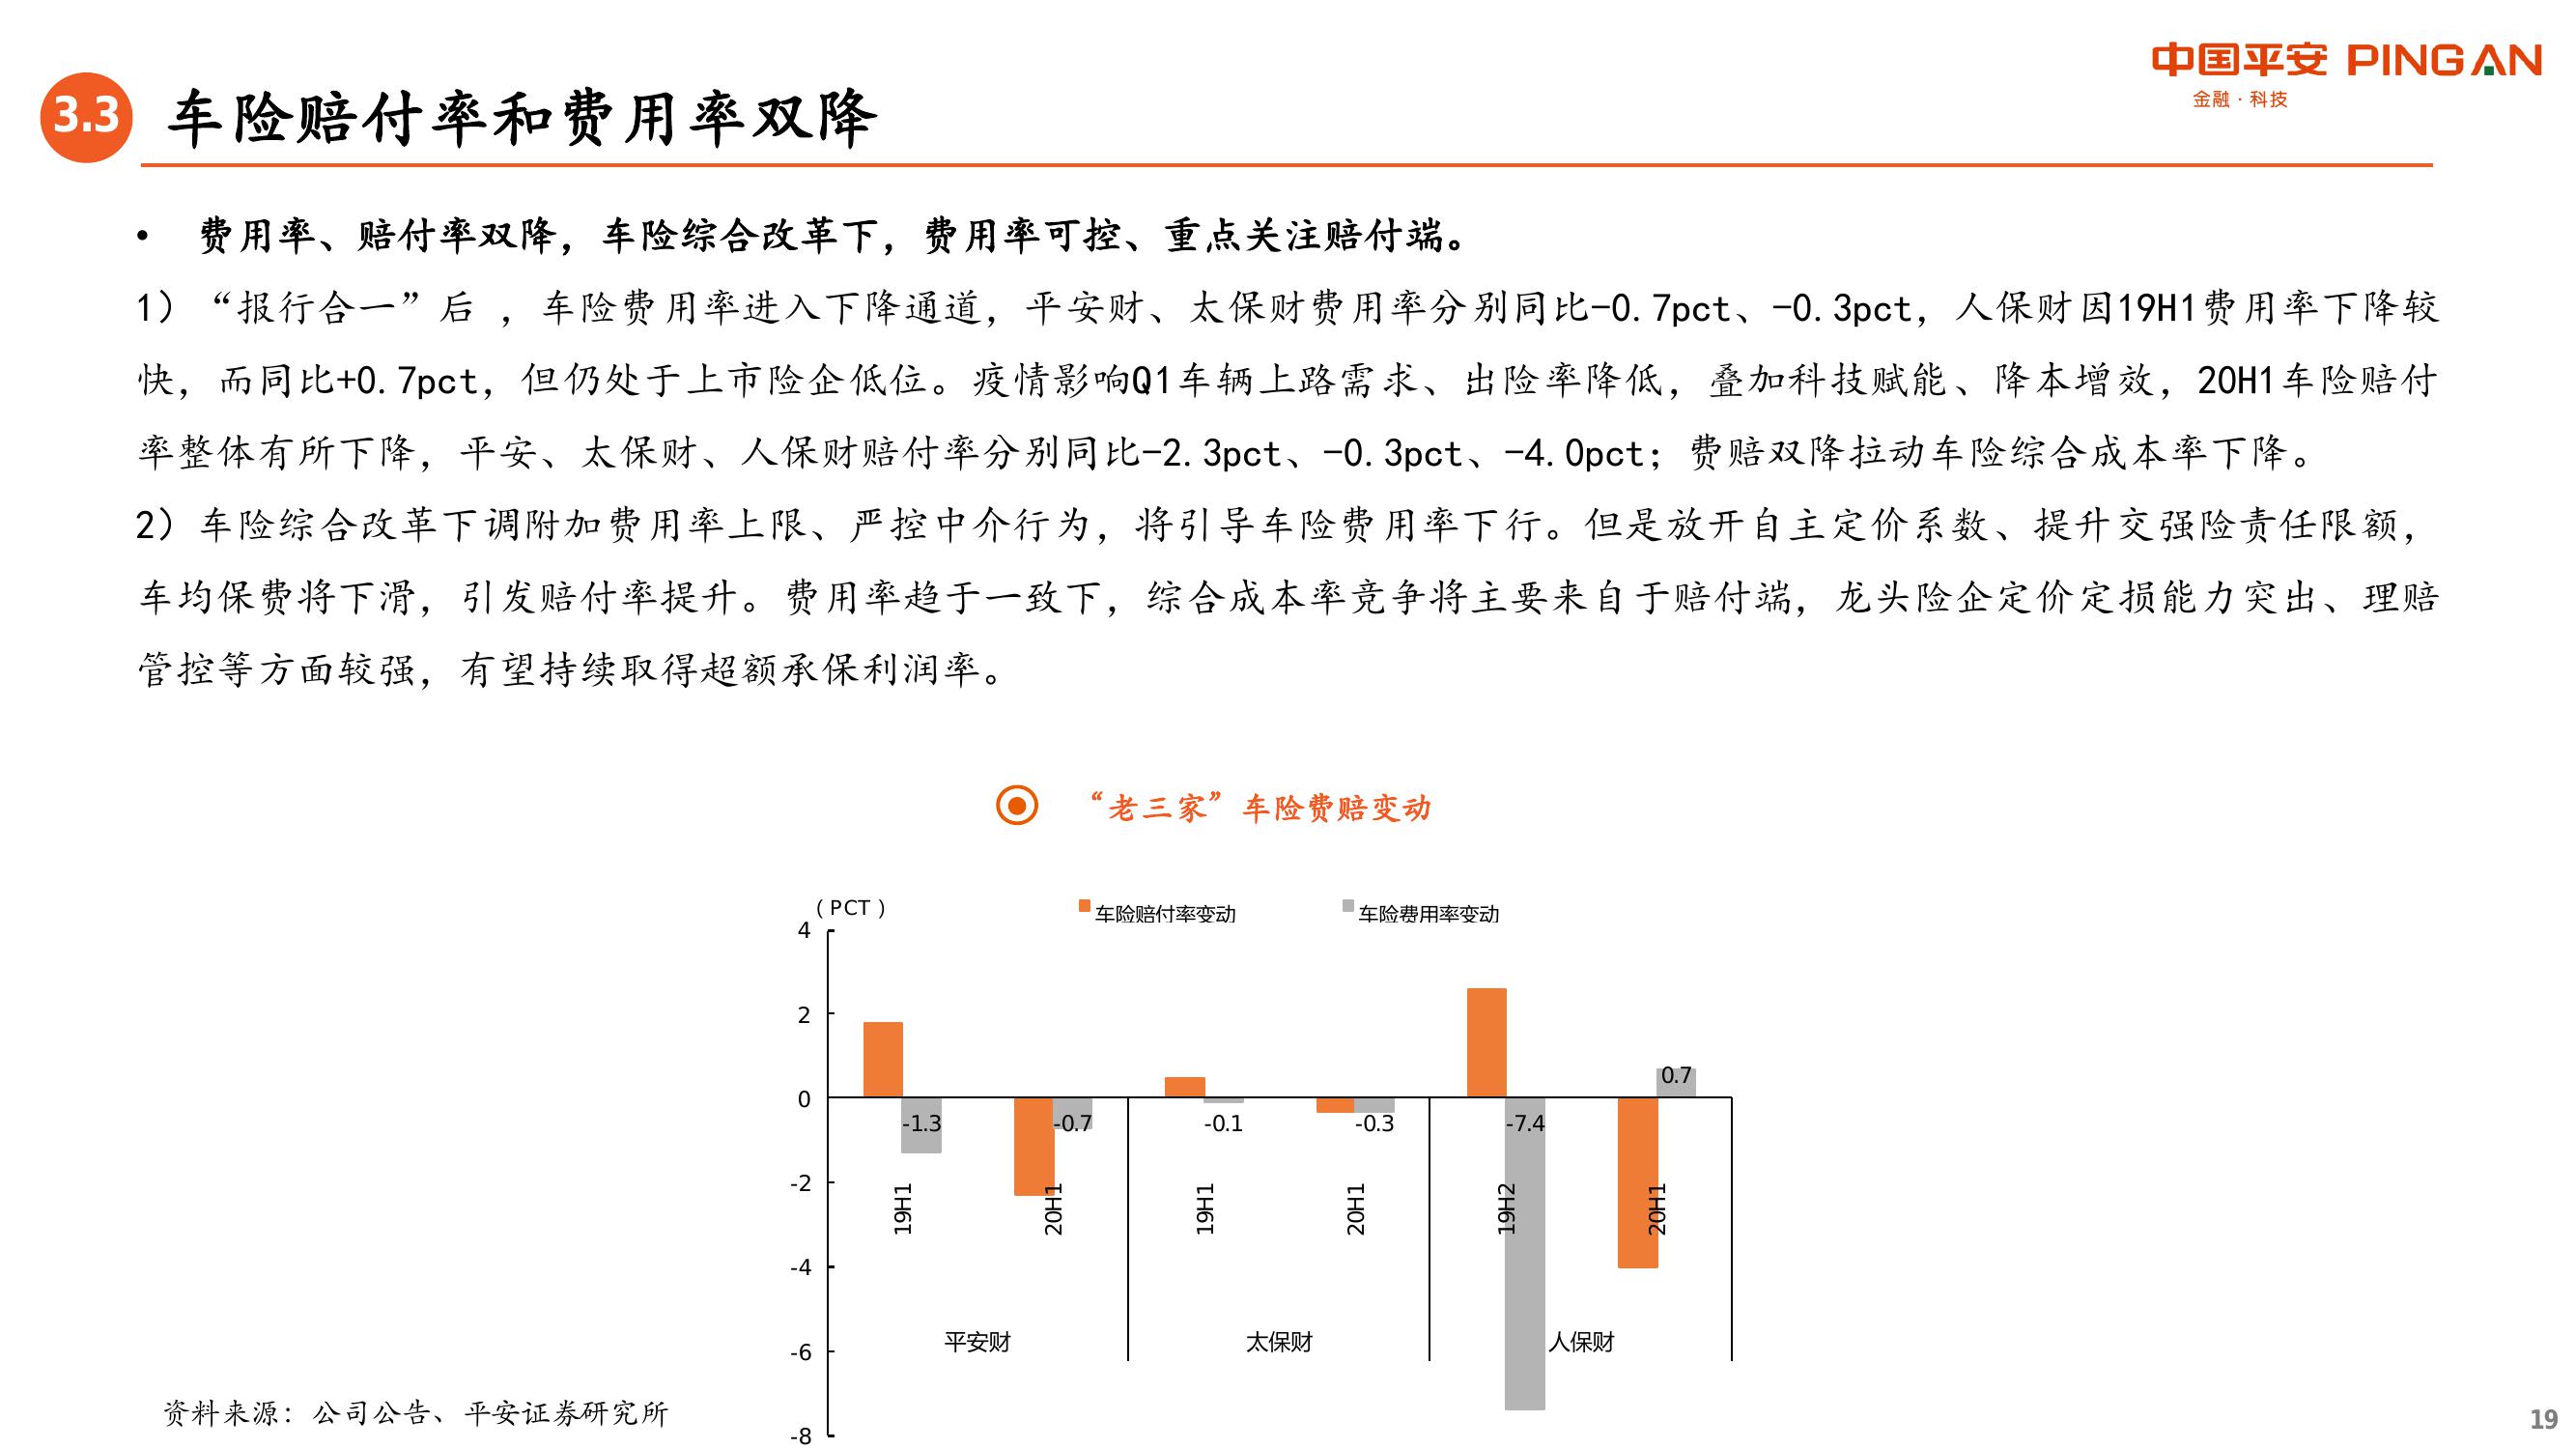 中国平安 PING AN
金融·科技
3.3 车险赔付率和费用率双降
• 费用率、赔付率双降，车险综合改革下，费用率可控、重点关注赔付端。
1）“报行合一”后 ，车险费用率进入下降通道，平安财、太保财费用率分别同比-0.7pct、-0.3pct，人保财因19H1费用率下降较
快，而同比+0.7pct，但仍处于上市险企低位。疫情影响Q1车辆上路需求、出险率降低，叠加科技赋能、降本增效，20H1车险赔付
率整体有所下降，平安、太保财、人保财赔付率分别同比-2.3pct、-0.3pct、-4.0pct；费赔双降拉动车险综合成本率下降。
2）车险综合改革下调附加费用率上限、严控中介行为，将引导车险费用率下行。但是放开自主定价系数、提升交强险责任限额，
车均保费将下滑，引发赔付率提升。费用率趋于一致下，综合成本率竞争将主要来自于赔付端，龙头险企定价定损能力突出、理赔
管控等方面较强，有望持续取得超额承保利润率。
“老三家”车险费赔变动
（PCT）
车险赔付率变动 车险费用率变动
4
2
0
-2
-4
-6
-8
-1.3
-0.7
-0.1
-0.3
-7.4
0.7
19H1
20H1
19H1
20H1
19H2
20H1
平安财
太保财
人保财
资料来源：公司公告、平安证券研究所
19